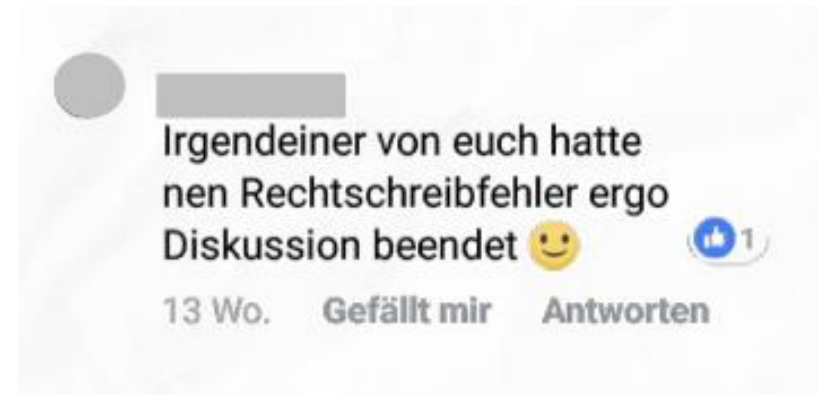 Irgendeiner von euch hatte
nen Rechtschreibfehler ergo
Diskussion beendet 🙂
1
13 Wo. Gefällt mir Antworten